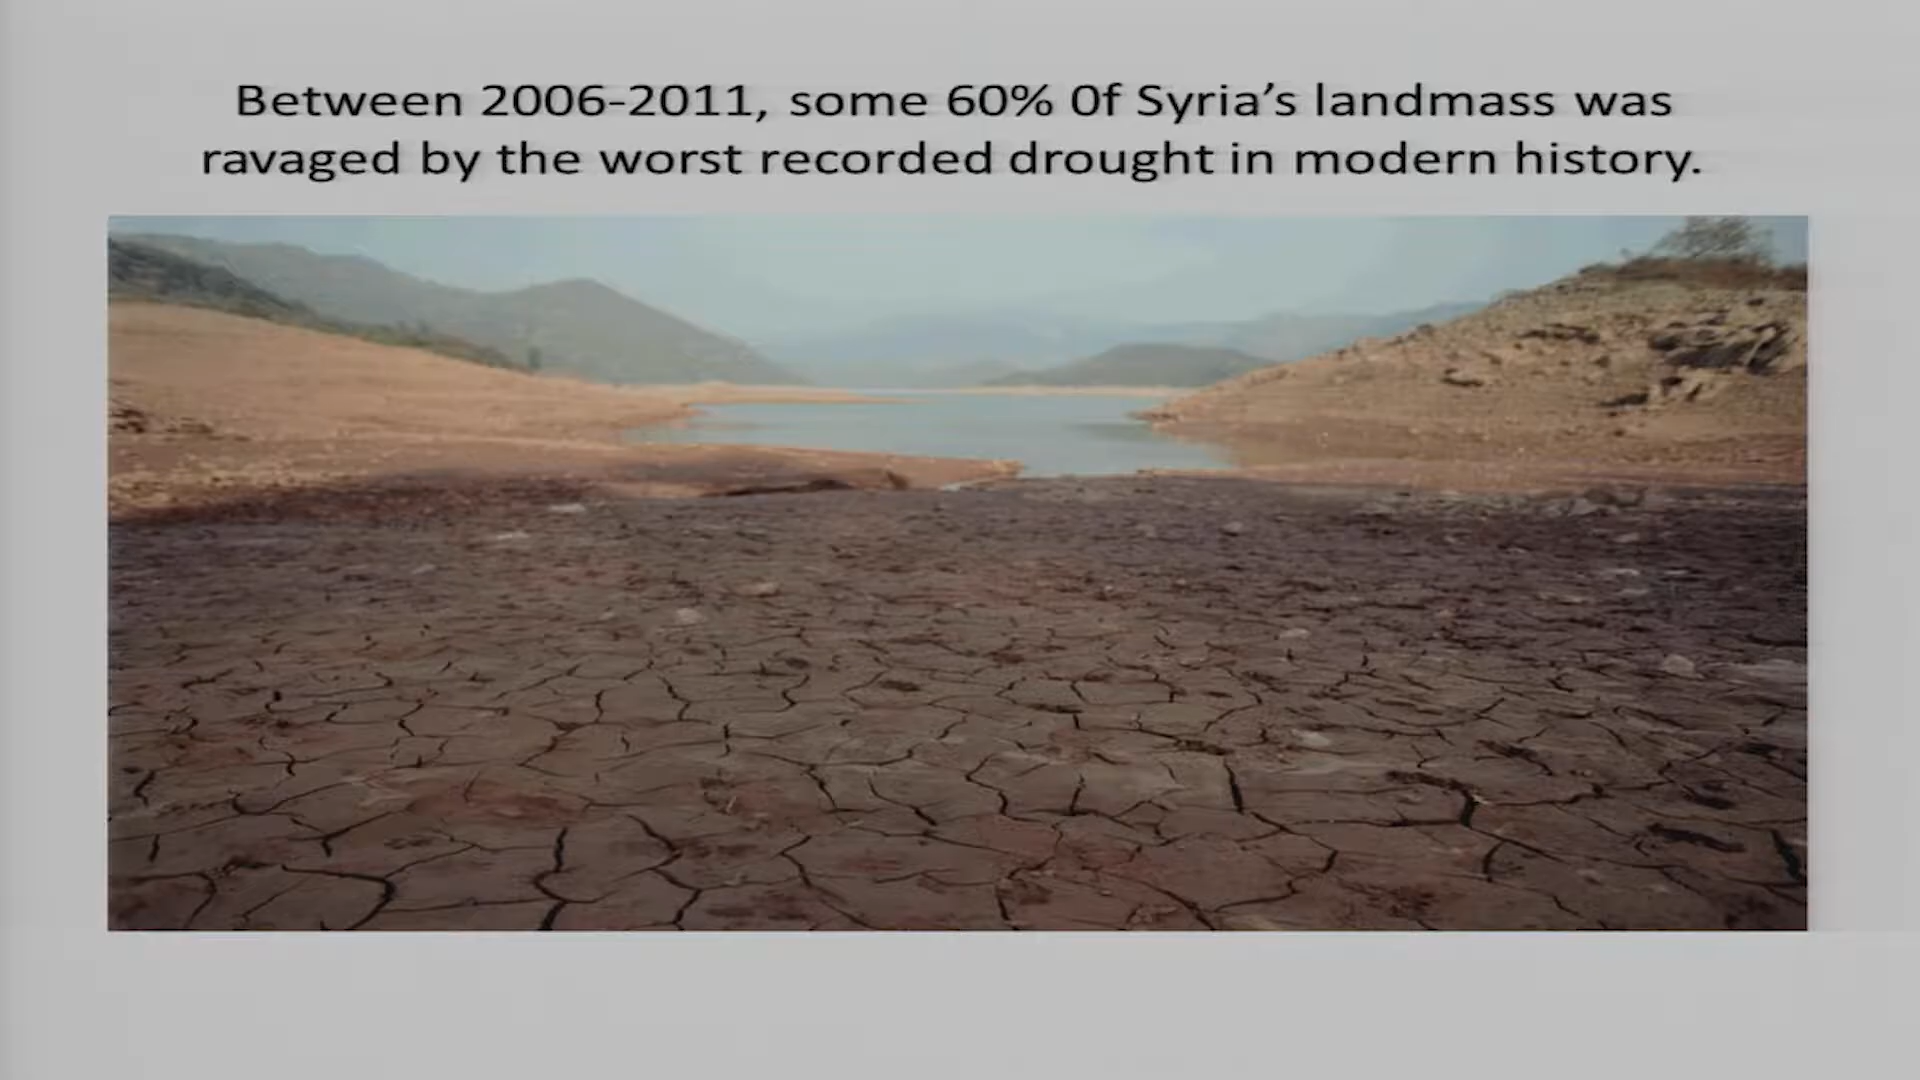 Between 2006-2011, some 60% 0f Syria's landmass was
ravaged by the worst recorded drought in modern history.